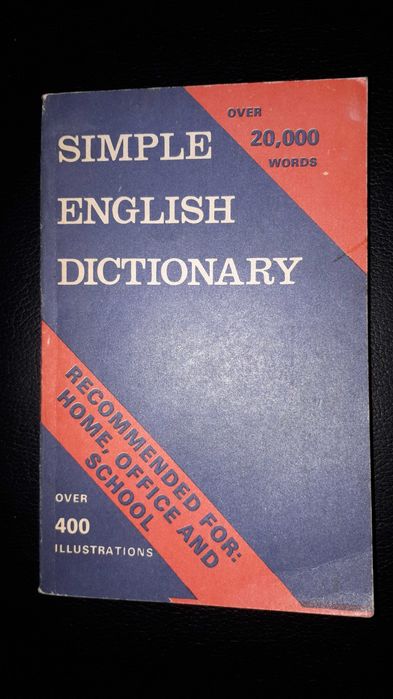 OVER
20,000
WORDS
SIMPLE
ENGLISH
DICTIONARY
RECOMMENDED FOR:
HOME, OFFICE AND
SCHOOL
OVER
400
ILLUSTRATIONS